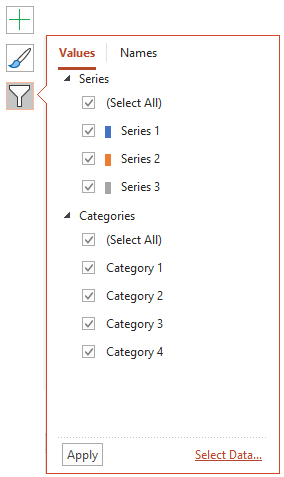 Values Names
Series
(Select All)
Series 1
Series 2
Series 3
Categories
(Select All)
Category 1
Category 2
Category 3
Category 4
Apply Select Data...